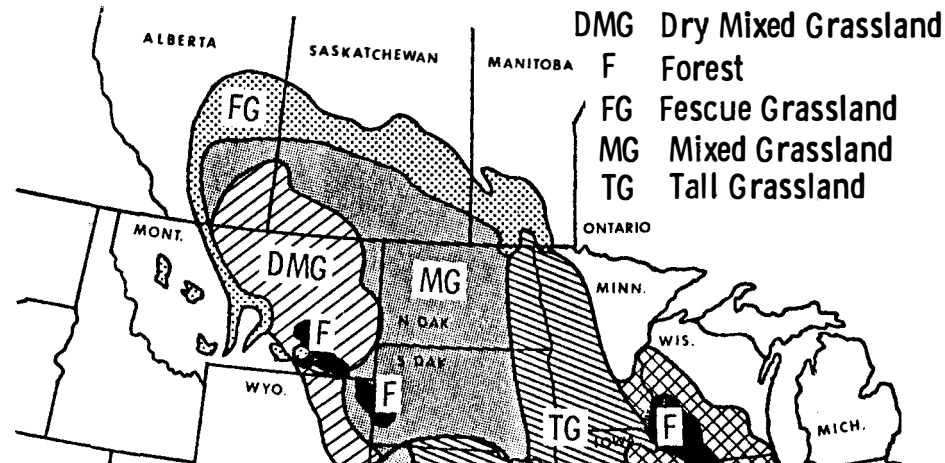 DMG Dry Mixed Grassland
F Forest
FG Fescue Grassland
MG Mixed Grassland
TG Tall Grassland
ALBERTA
SASKATCHEWAN
MANITOBA
FG
ONTARIO
MONT.
DMG
MG
MINN.
N DAK
F
S DAK
WIS.
WYO.
F
TG
IOWA
F
MICH.